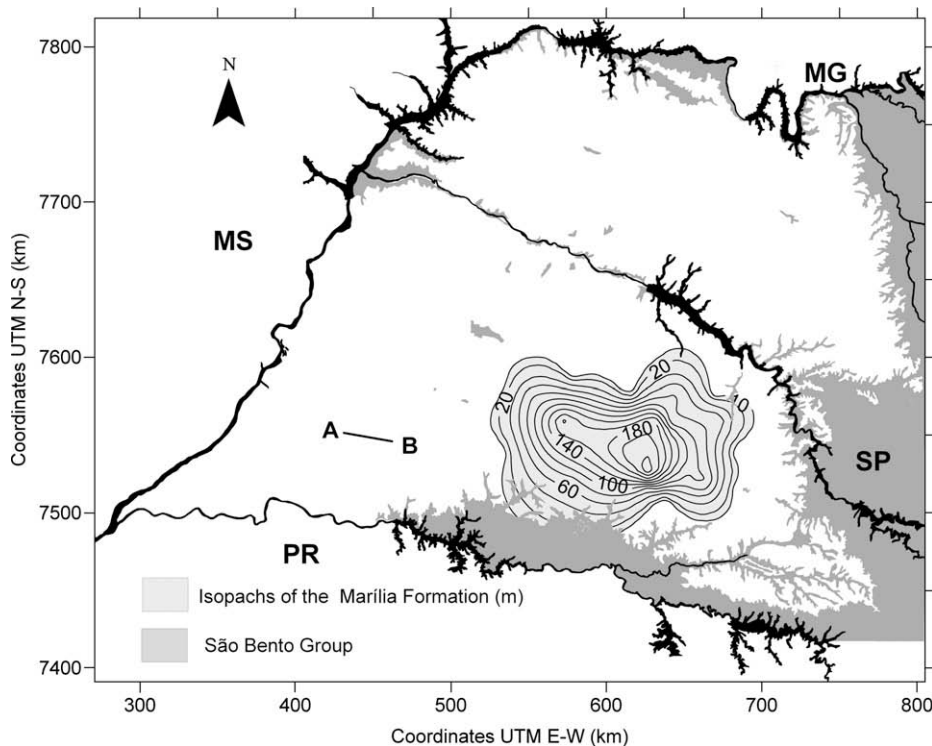 7800
7700
7600
7500
7400
Coordinates UTM N-S (km)
N
MG
MS
20
20
10
180
140
100
60
A
B
SP
PR
Isopachs of the Marília Formation (m)
São Bento Group
300
400
500
600
700
800
Coordinates UTM E-W (km)